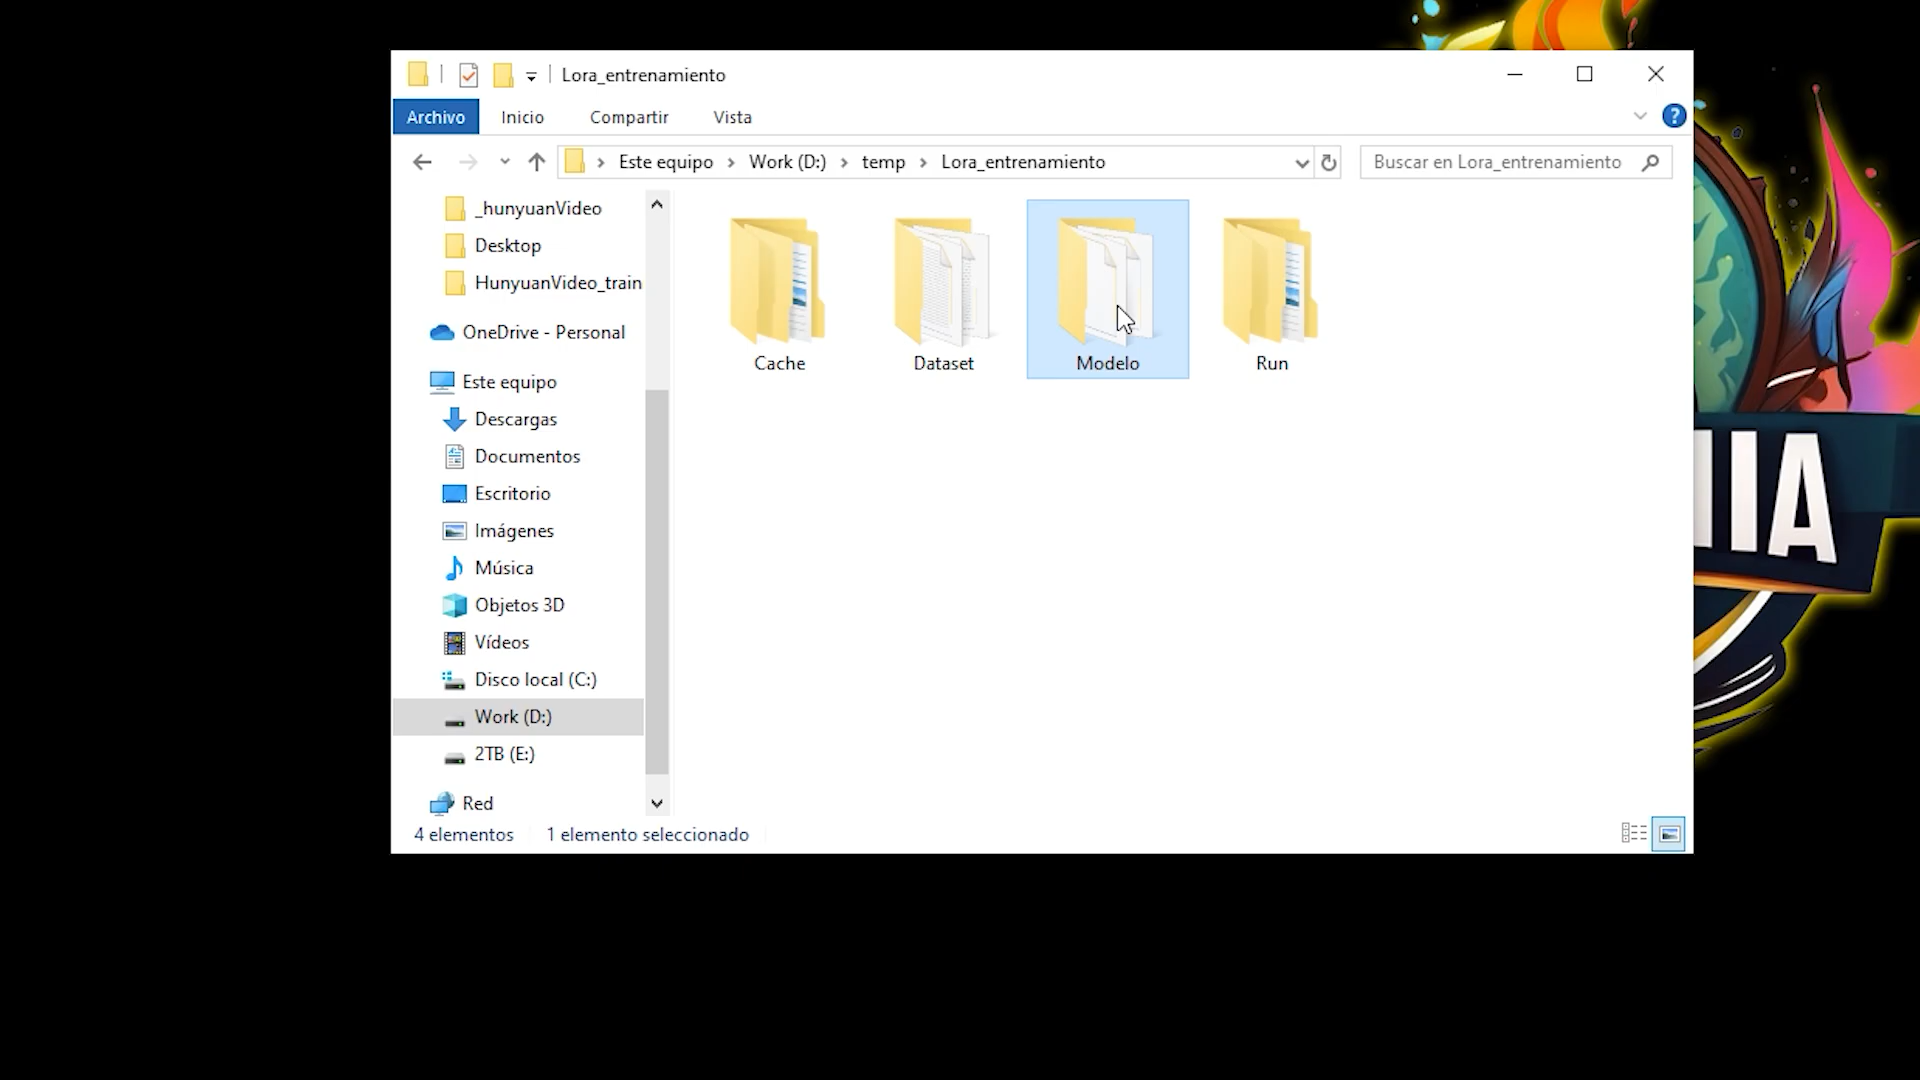 Lora_entrenamiento
Archivo Inicio Compartir Vista
Este equipo Work (D:) temp Lora_entrenamiento Buscar en Lora_entrenamiento
_hunyuanVideo
Desktop
HunyuanVideo_train
OneDrive - Personal
Este equipo
Descargas
Documentos
Escritorio
Imágenes
Música
Objetos 3D
Vídeos
Disco local (C:)
Work (D:)
2TB (E:)
Red
Cache Dataset Modelo Run
4 elementos 1 elemento seleccionado
IA